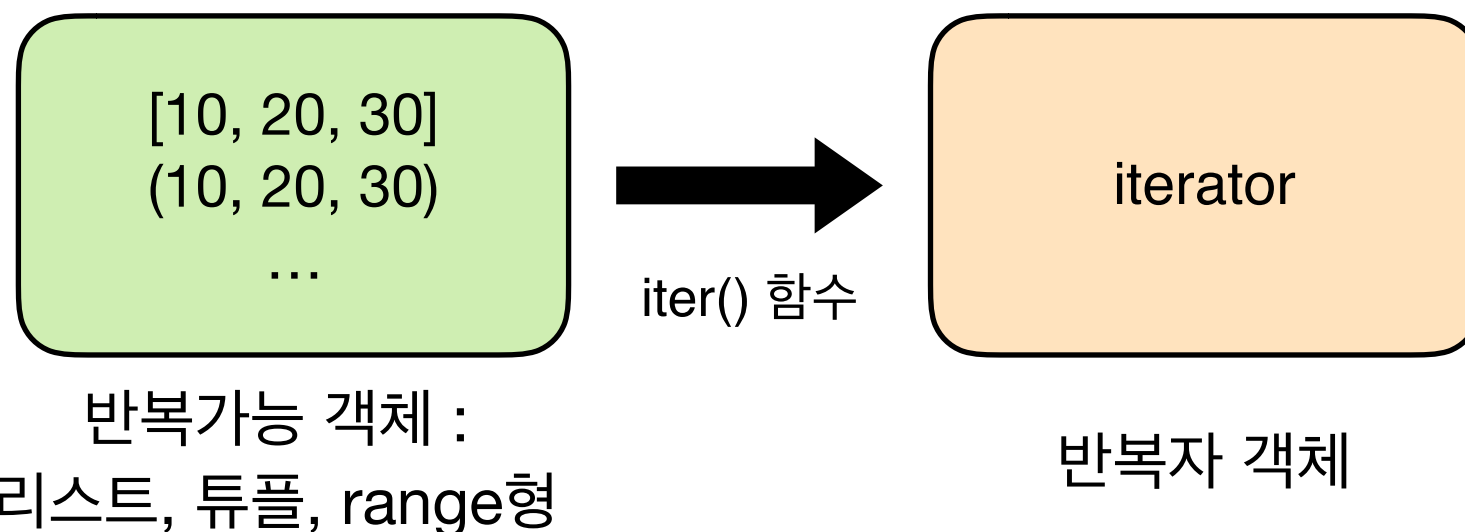 [10, 20, 30]
(10, 20, 30)
…
iter() 함수
iterator
반복가능 객체 :
리스트, 튜플, range형
반복자 객체